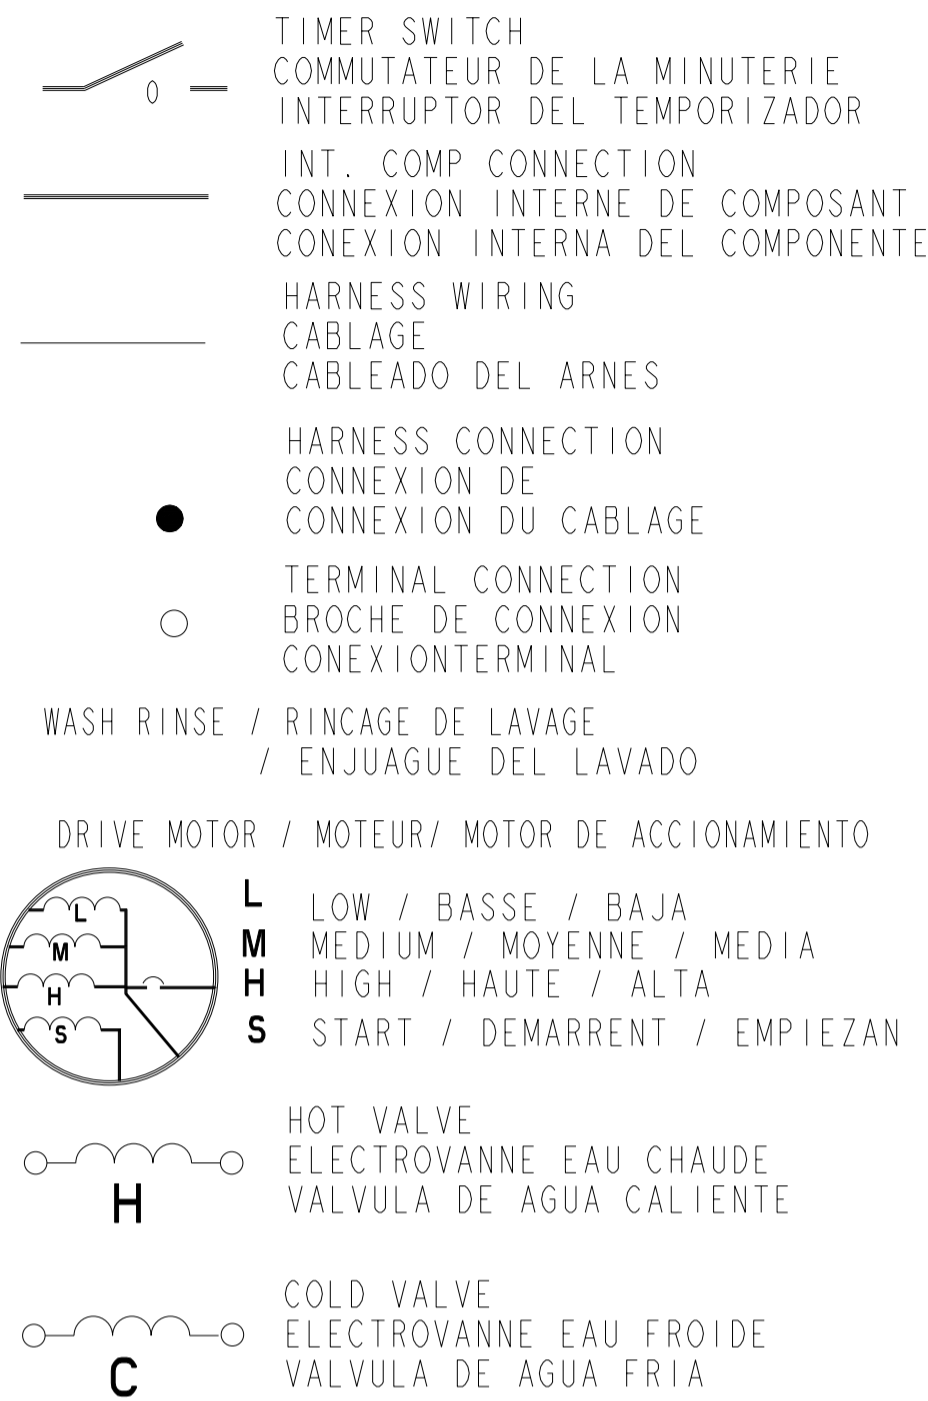 TIMER SWITCH
COMMUTATEUR DE LA MINUTERIE
INTERRUPTOR DEL TEMPORIZADOR
INT. COMP CONNECTION
CONNEXION INTERNE DE COMPOSANT
CONEXION INTERNA DEL COMPONENTE
HARNESS WIRING
CABLAGE
CABLEADO DEL ARNES
HARNESS CONNECTION
CONNEXION DE
CONNEXION DU CABLAGE
TERMINAL CONNECTION
BROCHE DE CONNEXION
CONEXIONTERMINAL
WASH RINSE / RINCAGE DE LAVAGE
/ ENJUAGUE DEL LAVADO
DRIVE MOTOR / MOTEUR/ MOTOR DE ACCIONAMIENTO
L
M
H
S
L LOW / BASSE / BAJA
M MEDIUM / MOYENNE / MEDIA
H HIGH / HAUTE / ALTA
S START / DEMARRENT / EMPIEZAN
HOT VALVE
ELECTROVANNE EAU CHAUDE
VALVULA DE AGUA CALIENTE
H
COLD VALVE
ELECTROVANNE EAU FROIDE
VALVULA DE AGUA FRIA
C